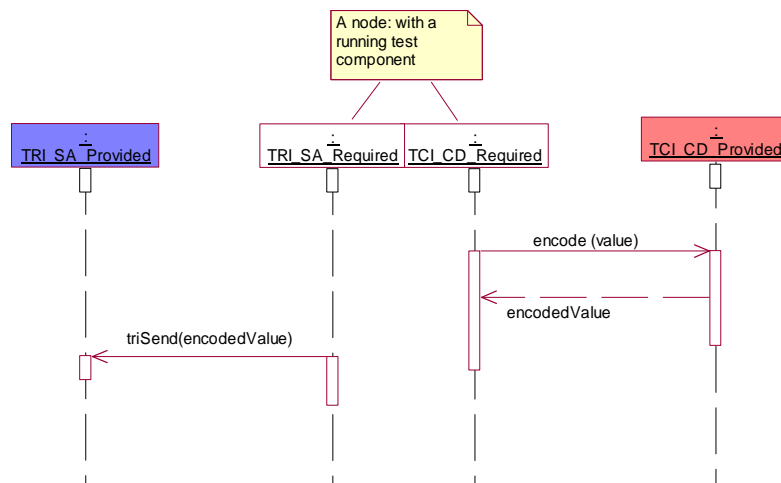 A node: with a
running test
component
:
TRI_SA_Provided
:
TRI_SA_Required
:
TCI_CD_Required
:
TCI_CD_Provided
encode (value)
encodedValue
triSend(encodedValue)